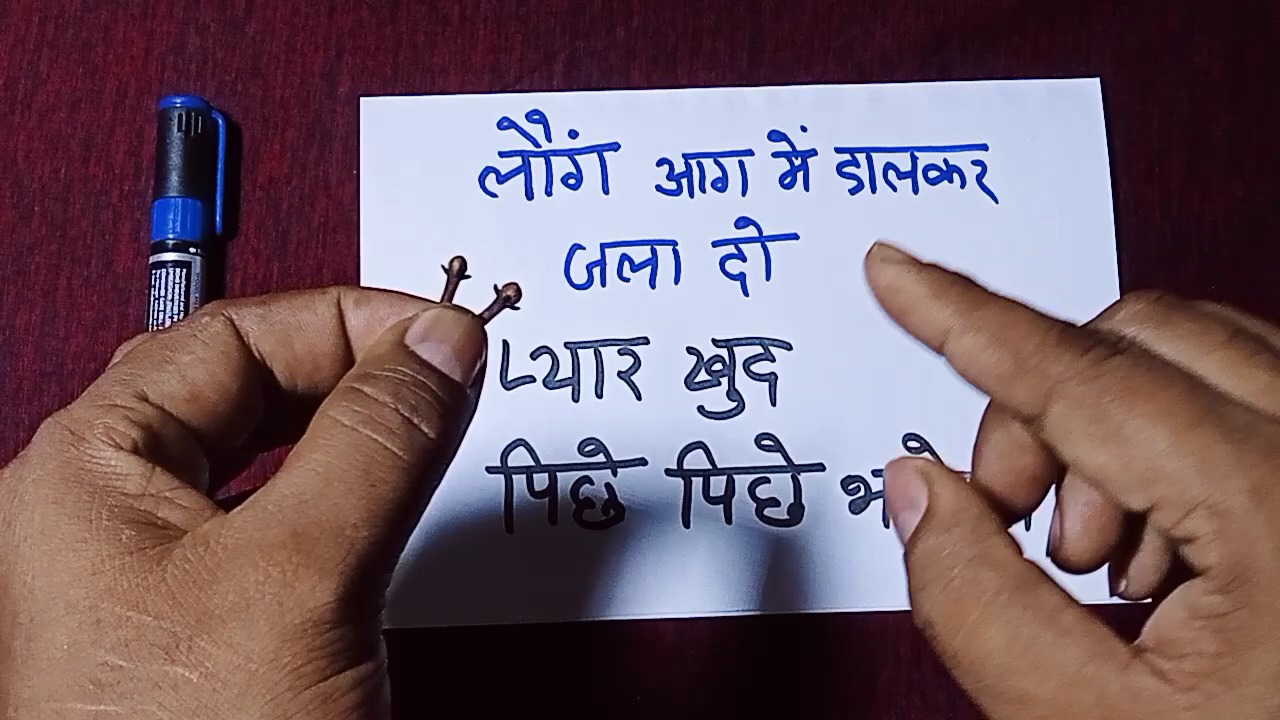 लौंग आग में डालकर
जला दो
प्यार खुद
पिछे पिछे